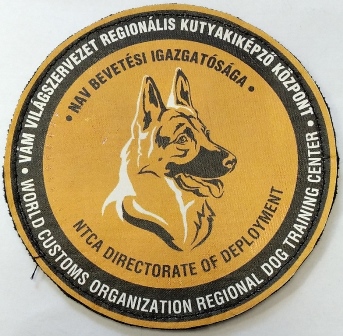 • VÁM VILÁGSZERVEZET REGIONÁLIS KUTYAKIKÉPZŐ KÖZPONT •
• NAV BEVETÉSI IGAZGATÓSÁGA •
NTCA DIRECTORATE OF DEPLOYMENT
WORLD CUSTOMS ORGANIZATION REGIONAL DOG TRAINING CENTER